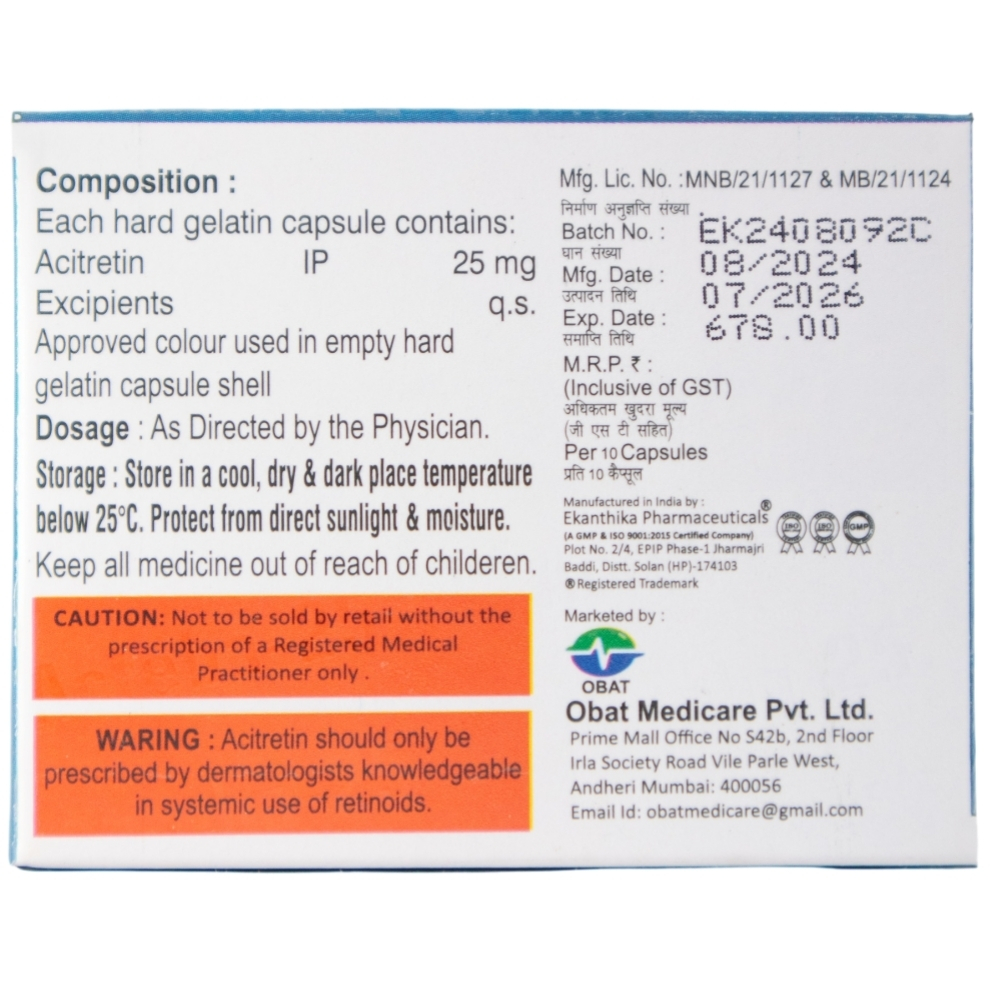 Composition :
Each hard gelatin capsule contains:
Acitretin IP 25 mg
Excipients q.s.
Approved colour used in empty hard
gelatin capsule shell
Dosage : As Directed by the Physician.
Storage : Store in a cool, dry & dark place temperature
below 25°C. Protect from direct sunlight & moisture.
Keep all medicine out of reach of childeren.
CAUTION: Not to be sold by retail without the
prescription of a Registered Medical
Practitioner only .
WARING : Acitretin should only be
prescribed by dermatologists knowledgeable
in systemic use of retinoids.
Mfg. Lic. No. :MNB/21/1127 & MB/21/1124
निर्माण अनुज्ञप्ति संख्या
Batch No. : EK2408092C
घान संख्या
Mfg. Date : 08/2024
उत्पादन तिथि
Exp. Date : 07/2026
समाप्ति तिथि
678.00
M.R.P. ₹ :
(Inclusive of GST)
अधिकतम खुदरा मूल्य
(जी एस टी सहित)
Per 10 Capsules
प्रति 10 कैप्सूल
Manufactured in India by :
Ekanthika Pharmaceuticals®
(A GMP & ISO 9001:2015 Certified Company)
Plot No. 2/4, EPIP Phase-1 Jharmajri
Baddi, Distt. Solan (HP)-174103
® Registered Trademark
ISO ISO GMP
Marketed by :
OBAT
Obat Medicare Pvt. Ltd.
Prime Mall Office No S42b, 2nd Floor
Irla Society Road Vile Parle West,
Andheri Mumbai: 400056
Email Id: obatmedicare@gmail.com